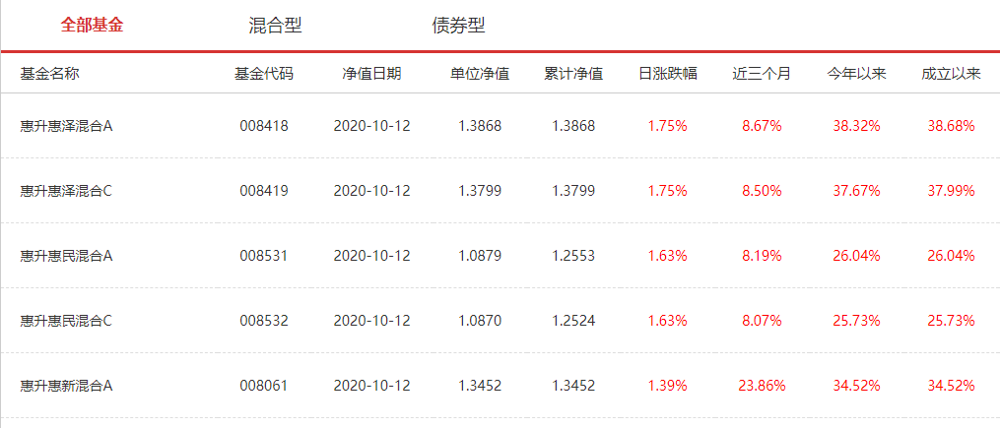 全部基金 混合型 债券型
基金名称 基金代码 净值日期 单位净值 累计净值 日涨跌幅 近三个月 今年以来 成立以来
惠升惠泽混合A 008418 2020-10-12 1.3868 1.3868 1.75% 8.67% 38.32% 38.68%
惠升惠泽混合C 008419 2020-10-12 1.3799 1.3799 1.75% 8.50% 37.67% 37.99%
惠升惠民混合A 008531 2020-10-12 1.0879 1.2553 1.63% 8.19% 26.04% 26.04%
惠升惠民混合C 008532 2020-10-12 1.0870 1.2524 1.63% 8.07% 25.73% 25.73%
惠升惠新混合A 008061 2020-10-12 1.3452 1.3452 1.39% 23.86% 34.52% 34.52%